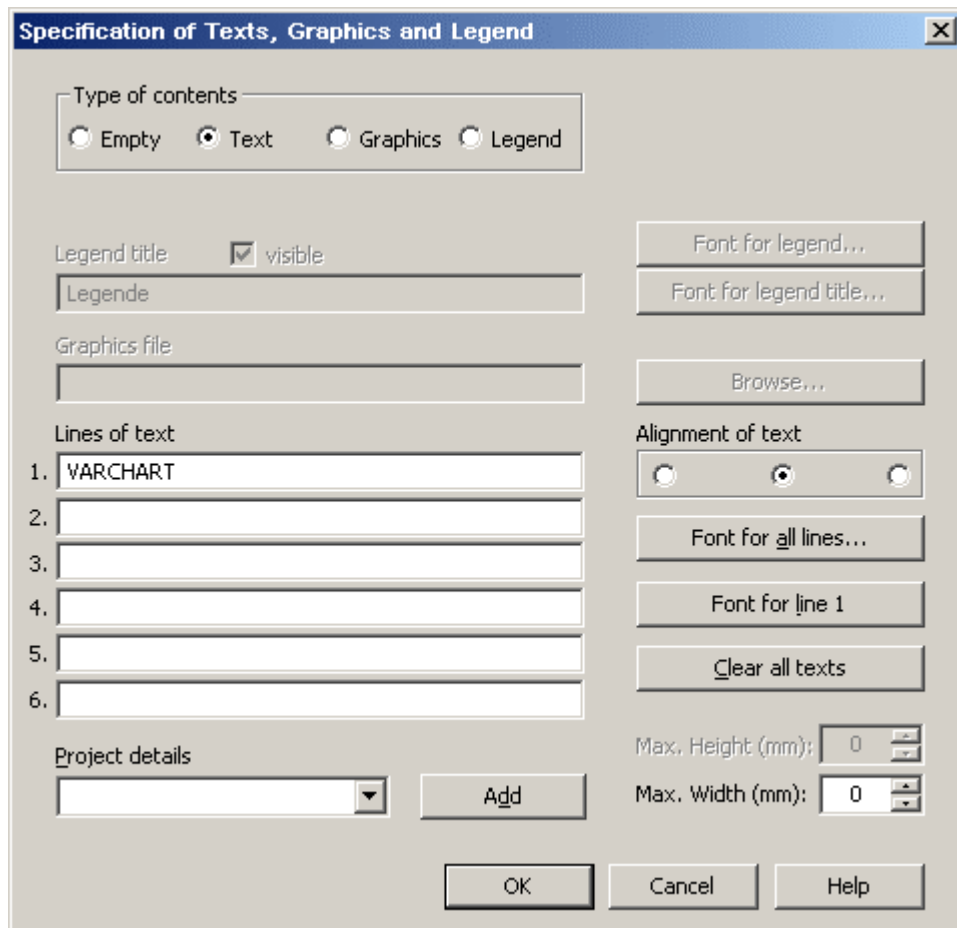 Specification of Texts, Graphics and Legend
Type of contents
Empty Text Graphics Legend
Legend title visible
Font for legend...
Legende
Font for legend title...
Graphics file
Browse...
Lines of text
Alignment of text
1. VARCHART
2.
Font for all lines...
3.
4.
Font for line 1
5.
Clear all texts
6.
Max. Height (mm): 0
Project details
Add
Max. Width (mm): 0
OK Cancel Help